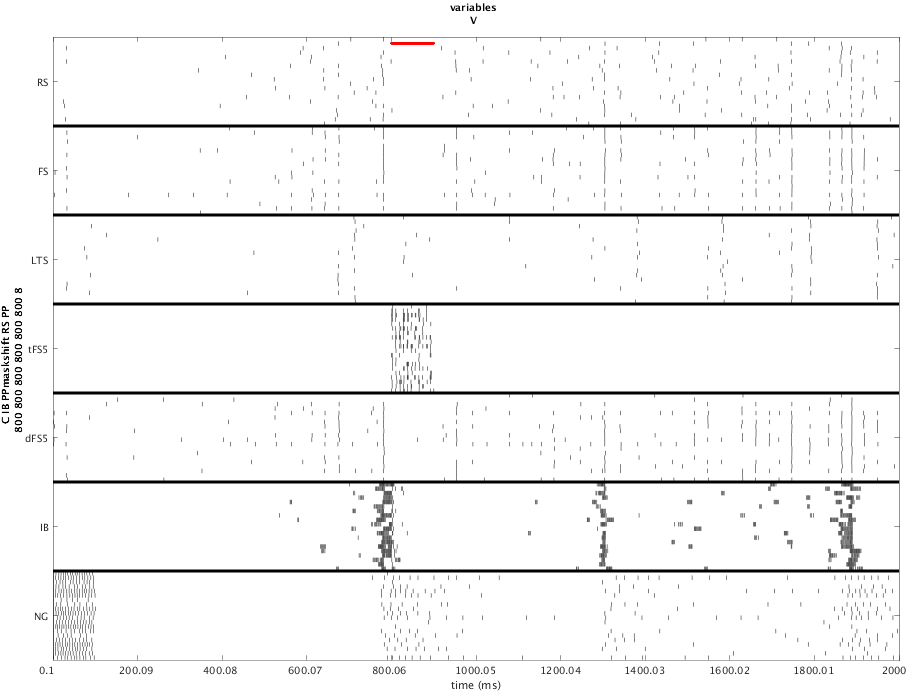 variables
V
RS
FS
LTS
tFS5
dFS5
IB
NG
C IB PPmaskshift RS PP
800 800 800 800 800 800 8
0.1 200.09 400.08 600.07 800.06 1000.05 1200.04 1400.03 1600.02 1800.01 2000
time (ms)